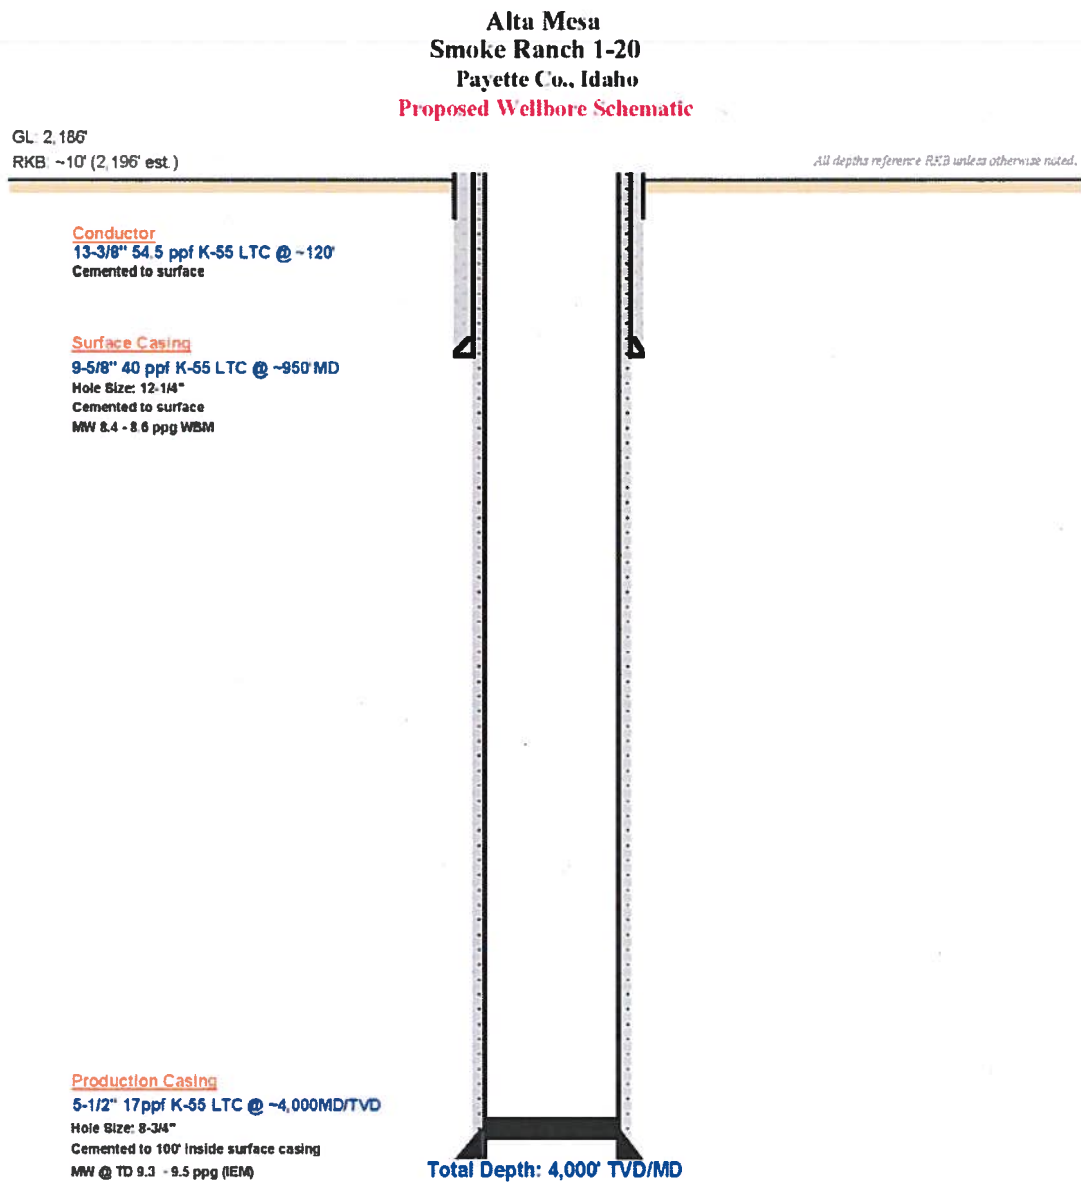 Alta Mesa
Smoke Ranch 1-20
Payette Co., Idaho
Proposed Wellbore Schematic
GL: 2,186'
RKB: ~10' (2,196' est.)
All depths reference RKB unless otherwise noted.
Conductor
13-3/8" 54.5 ppf K-55 LTC @ ~120'
Cemented to surface
Surface Casing
9-5/8" 40 ppf K-55 LTC @ ~950'MD
Hole Size: 12-1/4"
Cemented to surface
MW 8.4 - 8.6 ppg WBM
Production Casing
5-1/2" 17ppf K-55 LTC @ ~4,000MD/TVD
Hole Size: 8-3/4"
Cemented to 100' inside surface casing
MW @ TD 9.3 - 9.5 ppg (IEM)
Total Depth: 4,000' TVD/MD